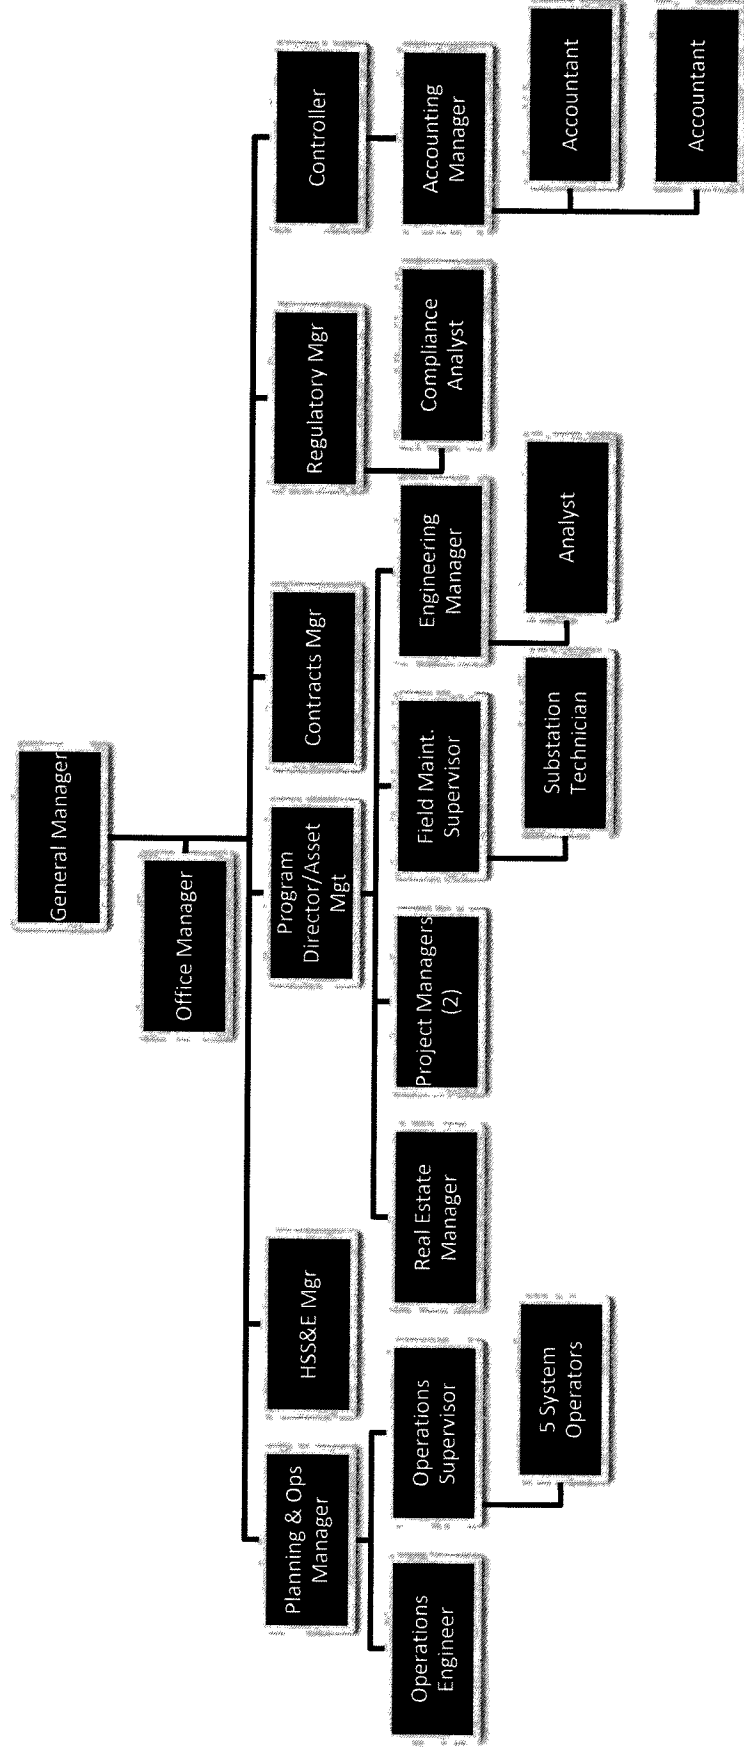 General Manager
Office Manager
Planning & Ops
Manager
HSS&E Mgr
Program
Director/Asset
Mgt
Contracts Mgr
Regulatory Mgr
Controller
Operations
Engineer
Operations
Supervisor
Real Estate
Manager
Project Managers
(2)
Field Maint.
Supervisor
Engineering
Manager
Compliance
Analyst
Accounting
Manager
5 System
Operators
Substation
Technician
Analyst
Accountant
Accountant